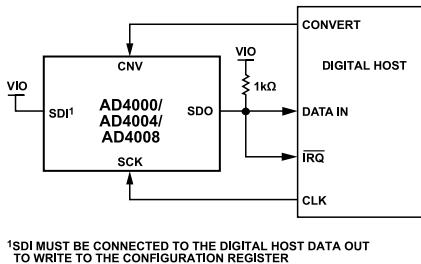 CONVERT
VIO
CNV
1kΩ
DIGITAL HOST
VIO
SDI¹
AD4000/
AD4004/
AD4008
SDO
DATA IN
SCK
IRQ
CLK
¹SDI MUST BE CONNECTED TO THE DIGITAL HOST DATA OUT
TO WRITE TO THE CONFIGURATION REGISTER